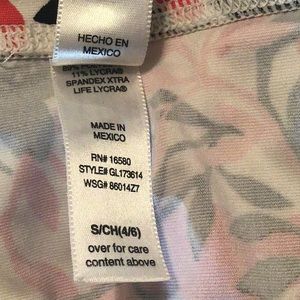 HECHO EN
MEXICO
11% LYCRA®
SPANDEX XTRA
LIFE LYCRA®
MADE IN
MEXICO
RN# 16580
STYLE# GL173614
WSG# 86014Z7
S/CH(4/6)
over for care
content above